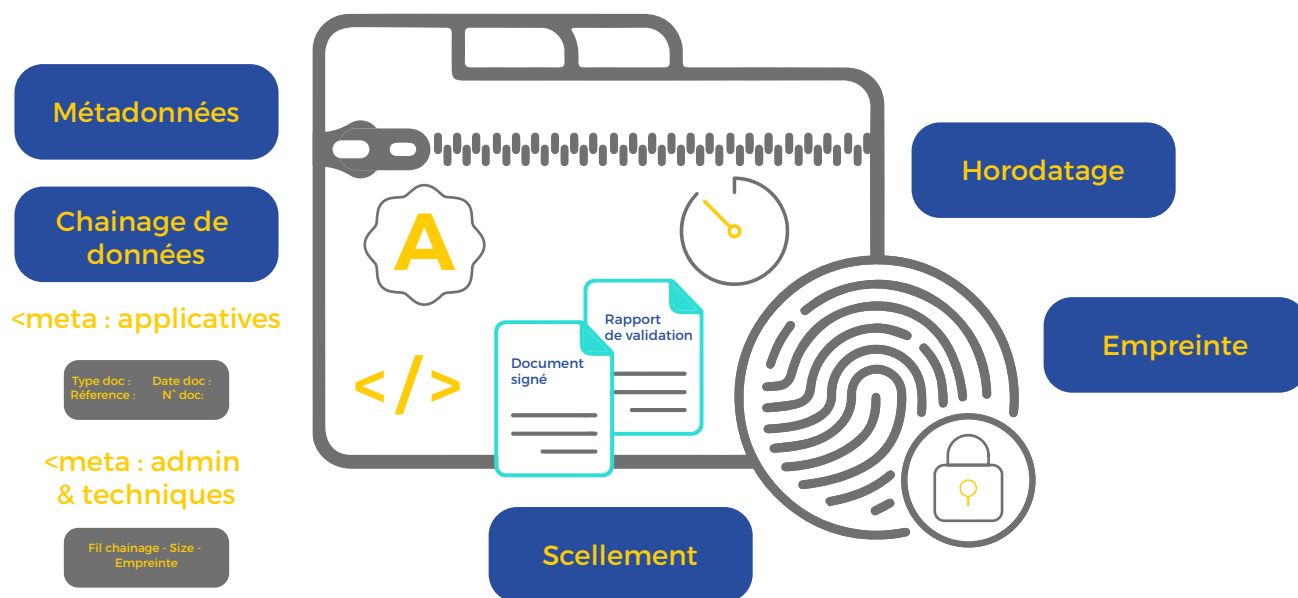 Métadonnées
Chainage de
données
<meta : applicatives
Type doc : Date doc :
Réference : N° doc:
<meta : admin
& techniques
Fil chainage - Size -
Empreinte
A
</>
Document
signé
Rapport
de validation
Scellement
Horodatage
Empreinte